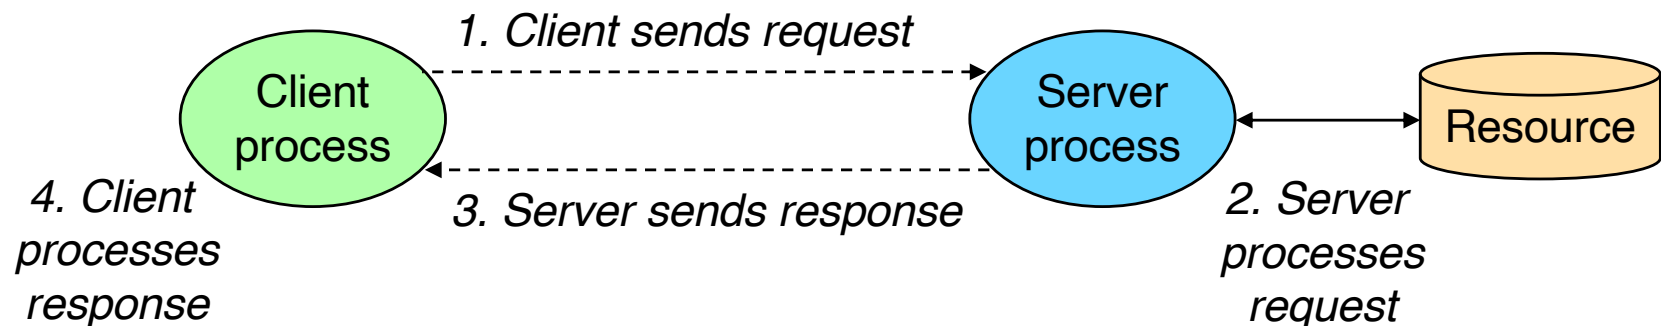 1. Client sends request
Client
process
Server
process
Resource
3. Server sends response
4. Client
processes
response
2. Server
processes
request